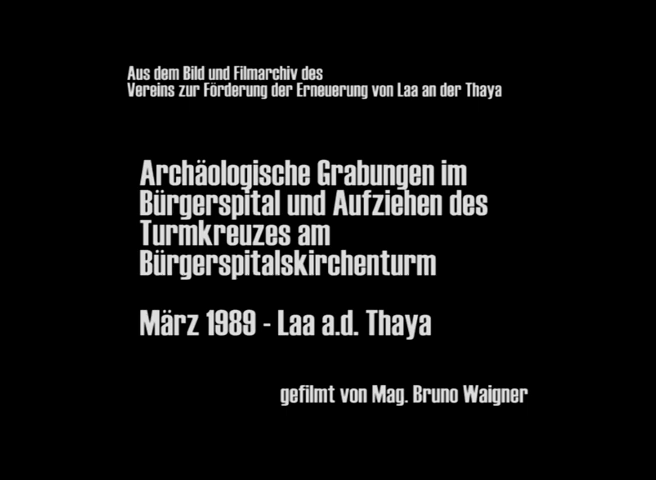 Aus dem Bild und Filmarchiv des
Vereins zur Förderung der Erneuerung von Laa an der Thaya
Archäologische Grabungen im
Bürgerspital und Aufziehen des
Turmkreuzes am
Bürgerspitalskirchenturm
März 1989 - Laa a.d. Thaya
gefilmt von Mag. Bruno Waigner